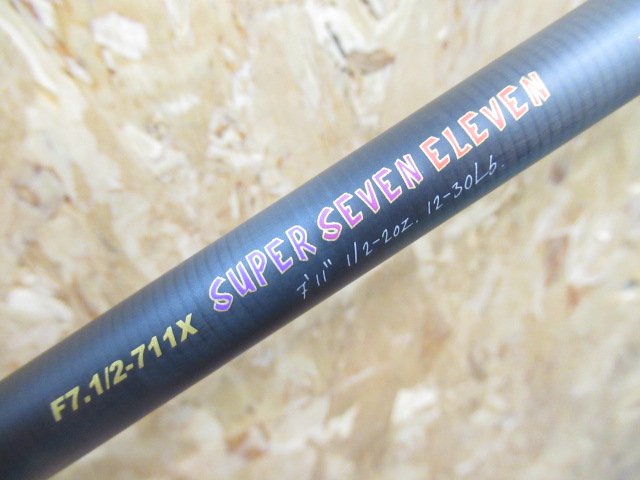 F7.1/2-711X SUPER SEVEN ELEVEN
7'11" 1/2-2oz. 12-30Lb.